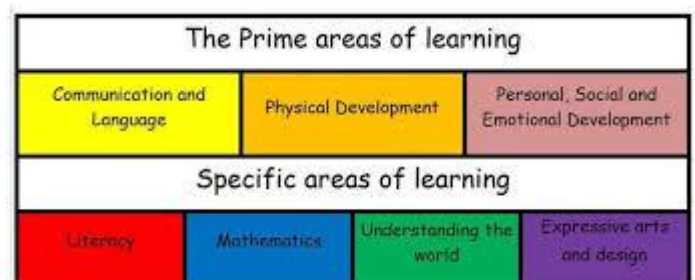 The Prime areas of learning
Communication and
Language
Physical Development
Personal, Social and
Emotional Development
Specific areas of learning
Literacy
Mathematics
Understanding the
world
Expressive arts
and design